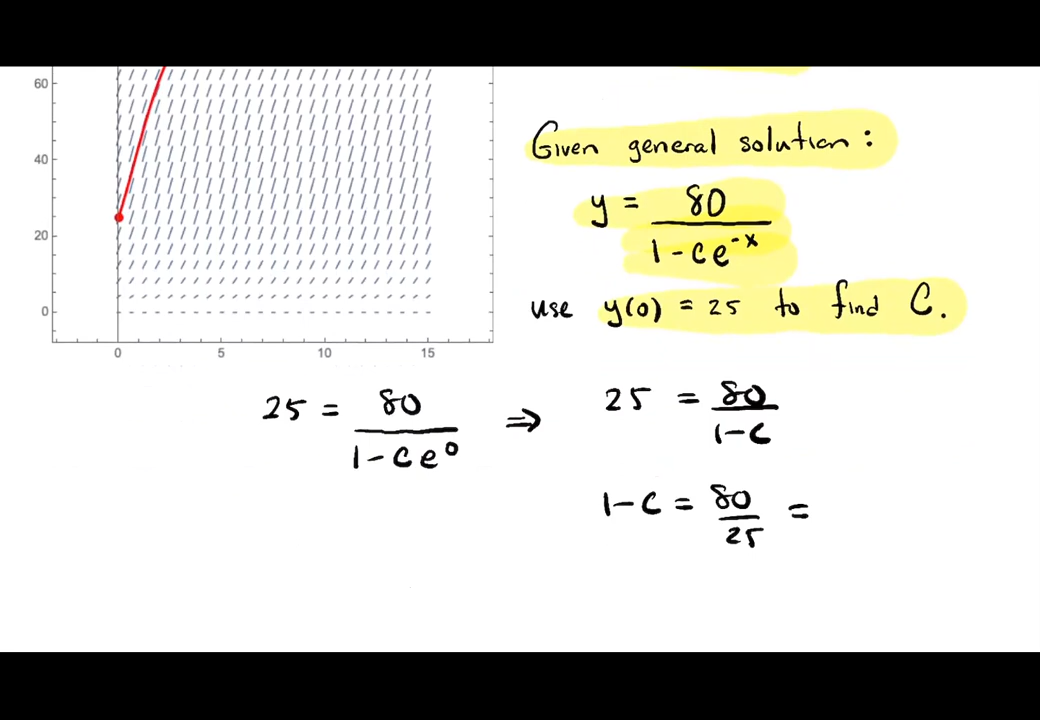 60
40
20
0
0 5 10 15
Given general solution:
y = 80 / (1 - Ce^-x)
use y(0) = 25 to find C.
25 = 80 / (1 - Ce^0) ⇒ 25 = 80 / (1 - C)
1 - C = 80 / 25 =